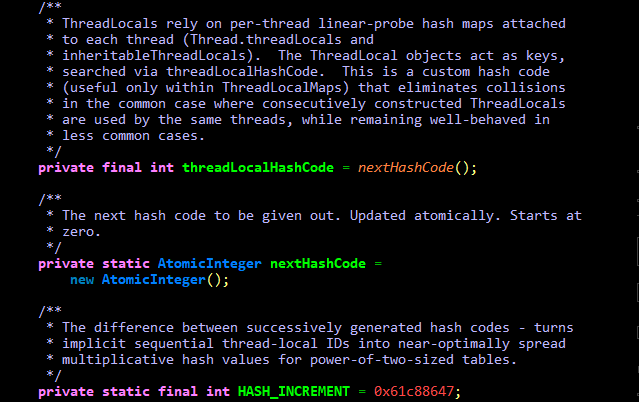 /**
* ThreadLocals rely on per-thread linear-probe hash maps attached
* to each thread (Thread.threadLocals and
* inheritableThreadLocals).  The ThreadLocal objects act as keys,
* searched via threadLocalHashCode.  This is a custom hash code
* (useful only within ThreadLocalMaps) that eliminates collisions
* in the common case where consecutively constructed ThreadLocals
* are used by the same threads, while remaining well-behaved in
* less common cases.
*/
private final int threadLocalHashCode = nextHashCode();
/**
* The next hash code to be given out. Updated atomically. Starts at
* zero.
*/
private static AtomicInteger nextHashCode =
new AtomicInteger();
/**
* The difference between successively generated hash codes - turns
* implicit sequential thread-local IDs into near-optimally spread
* multiplicative hash values for power-of-two-sized tables.
*/
private static final int HASH_INCREMENT = 0x61c88647;